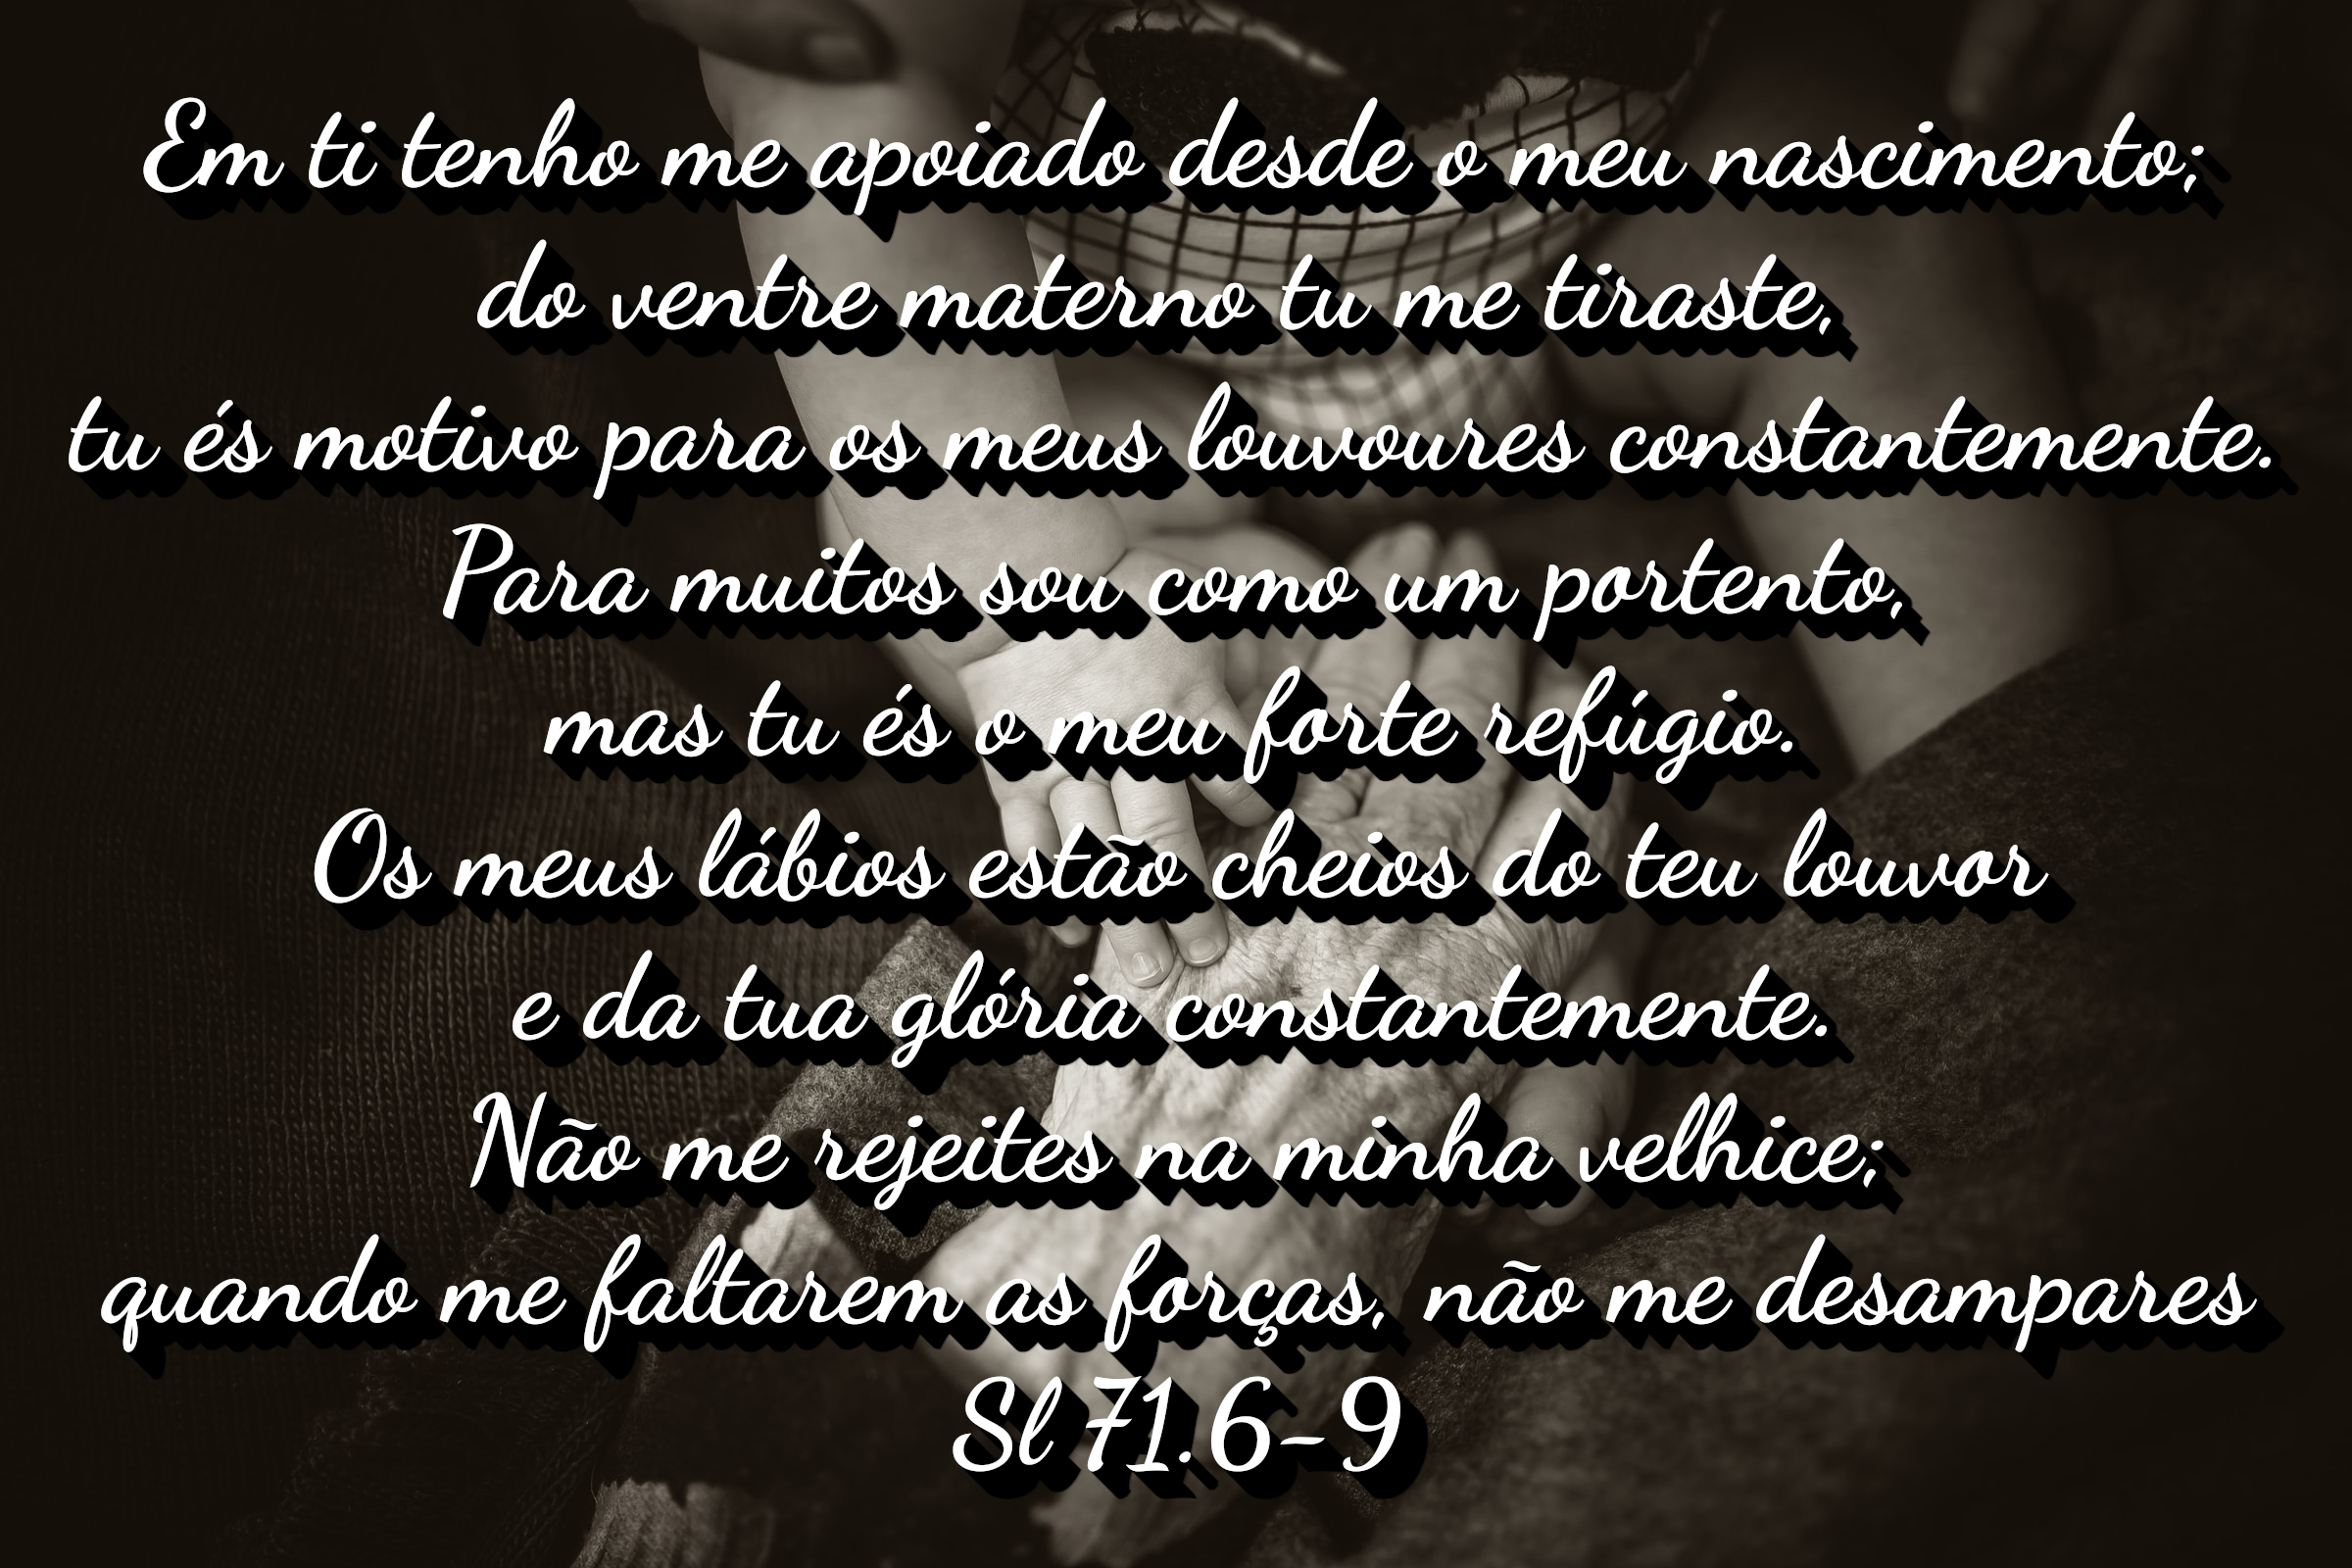 Em ti tenho me apoiado desde o meu nascimento;
do ventre materno tu me tiraste,
tu és motivo para os meus louvoures constantemente.
Para muitos sou como um portento,
mas tu és o meu forte refúgio.
Os meus lábios estão cheios do teu louvor
e da tua glória constantemente.
Não me rejeites na minha velhice;
quando me faltarem as forças, não me desampares
Sl 71.6-9